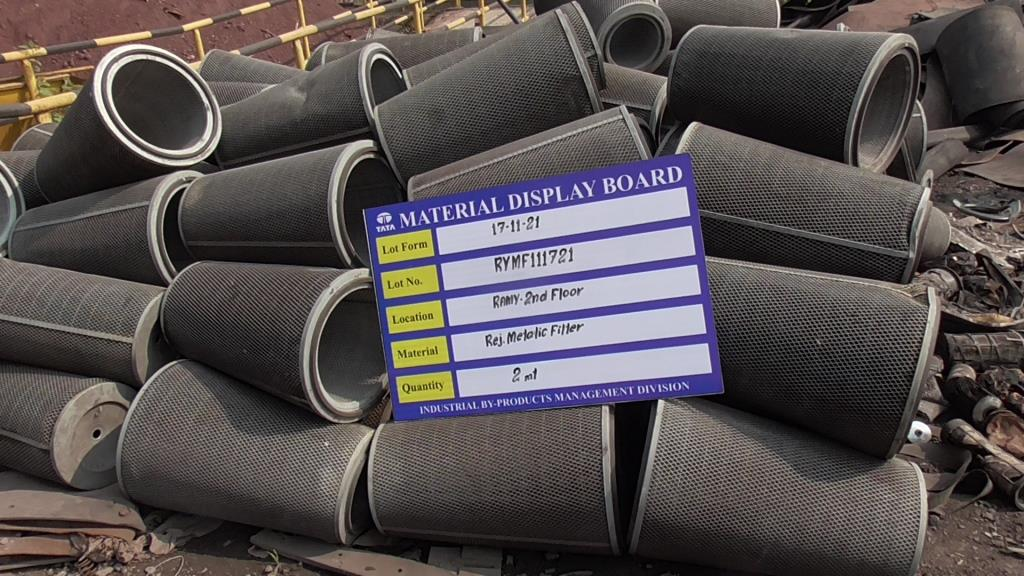 MATERIAL DISPLAY BOARD
TATA
Lot Form 17-11-21
Lot No. RYMF111721
Location RAMY-2nd Floor
Material Rej. Metalic Filter
Quantity 2 mt
INDUSTRIAL BY-PRODUCTS MANAGEMENT DIVISION